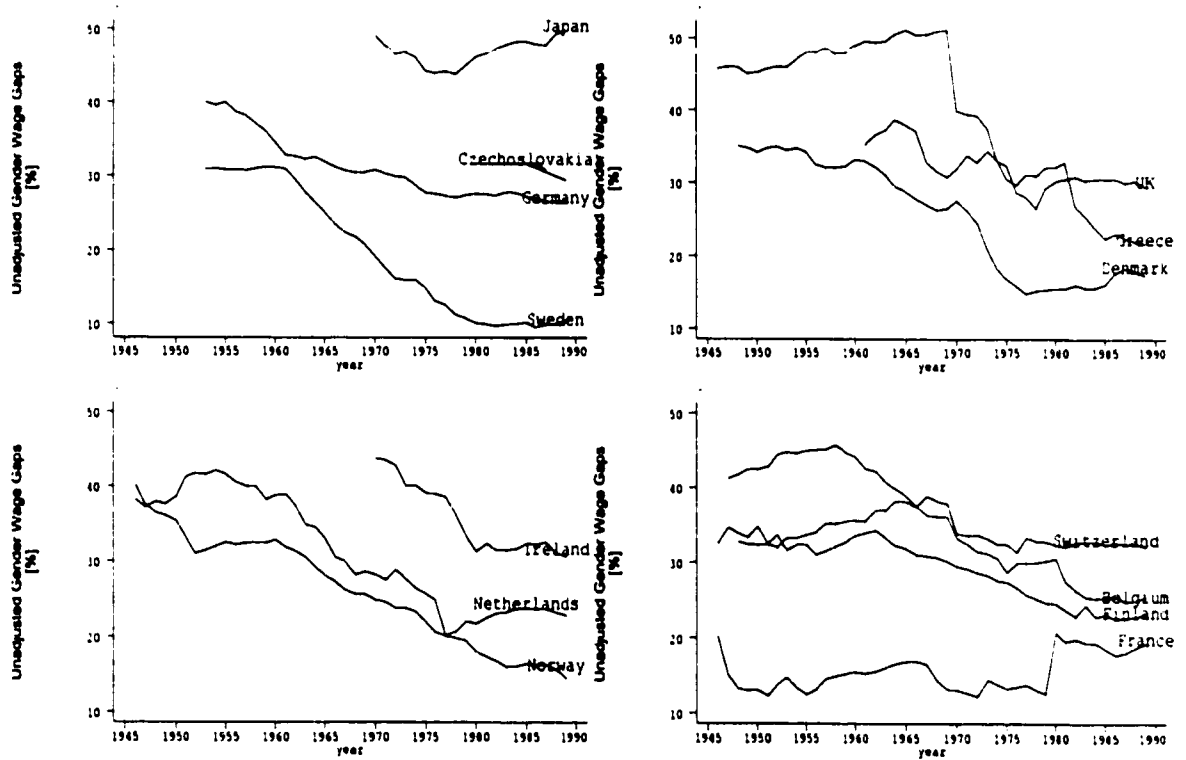 Unadjusted Gender Wage Gaps
[%]
50
40
30
20
10
Japan
Czechoslovakia
Germany
Sweden
1945 1950 1955 1960 1965 1970 1975 1980 1985 1990
year
Unadjusted Gender Wage Gaps
[%]
50
40
30
20
10
UK
Greece
Denmark
1945 1950 1955 1960 1965 1970 1975 1980 1985 1990
year
Unadjusted Gender Wage Gaps
[%]
50
40
30
20
10
Ireland
Netherlands
Norway
1945 1950 1955 1960 1965 1970 1975 1980 1985 1990
year
Unadjusted Gender Wage Gaps
[%]
50
40
30
20
10
Switzerland
Belgium
Finland
France
1945 1950 1955 1960 1965 1970 1975 1980 1985 1990
year